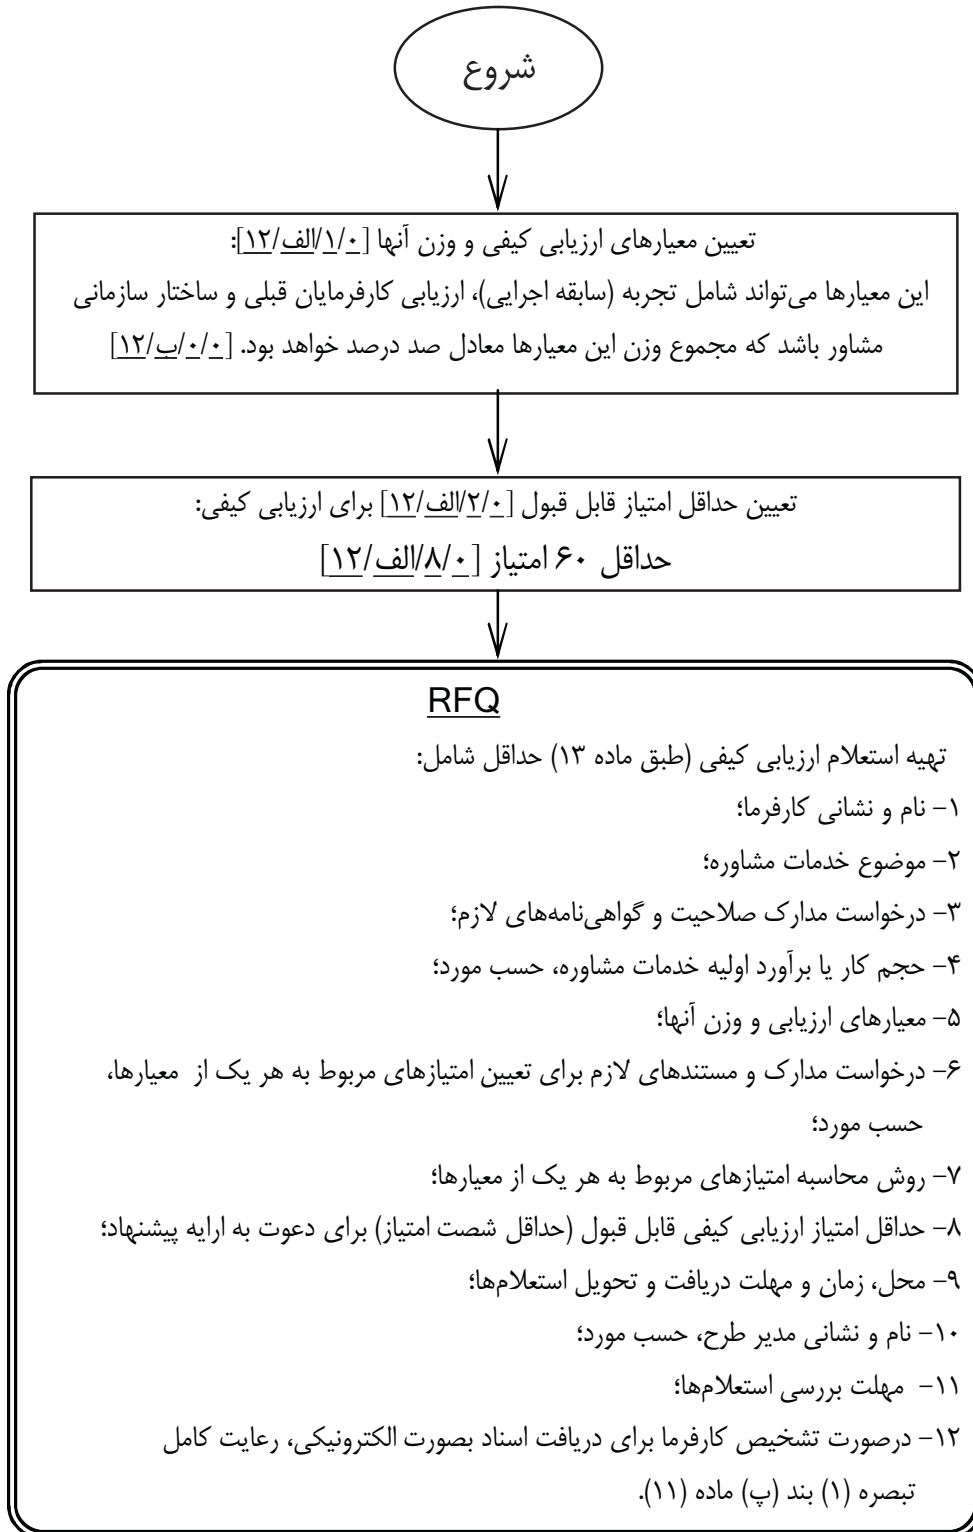 شروع
تعیین معیارهای ارزیابی کیفی و وزن آنها [۱۲/الف/۱/۰]:
این معیارها می‌تواند شامل تجربه (سابقه اجرایی)، ارزیابی کارفرمایان قبلی و ساختار سازمانی
مشاور باشد که مجموع وزن این معیارها معادل صد درصد خواهد بود. [۱۲/ب/۰/۰]
تعیین حداقل امتیاز قابل قبول [۱۲/الف/۲/۰] برای ارزیابی کیفی:
حداقل ۶۰ امتیاز [۱۲/الف/۸/۰]
RFQ
تهیه استعلام ارزیابی کیفی (طبق ماده ۱۳) حداقل شامل:
۱- نام و نشانی کارفرما؛
۲- موضوع خدمات مشاوره؛
۳- درخواست مدارک صلاحیت و گواهی‌نامه‌های لازم؛
۴- حجم کار یا برآورد اولیه خدمات مشاوره، حسب مورد؛
۵- معیارهای ارزیابی و وزن آنها؛
۶- درخواست مدارک و مستندهای لازم برای تعیین امتیازهای مربوط به هر یک از معیارها،
حسب مورد؛
۷- روش محاسبه امتیازهای مربوط به هر یک از معیارها؛
۸- حداقل امتیاز ارزیابی کیفی قابل قبول (حداقل شصت امتیاز) برای دعوت به ارایه پیشنهاد؛
۹- محل، زمان و مهلت دریافت و تحویل استعلام‌ها؛
۱۰- نام و نشانی مدیر طرح، حسب مورد؛
۱۱- مهلت بررسی استعلام‌ها؛
۱۲- درصورت تشخیص کارفرما برای دریافت اسناد بصورت الکترونیکی، رعایت کامل
تبصره (۱) بند (پ) ماده (۱۱).